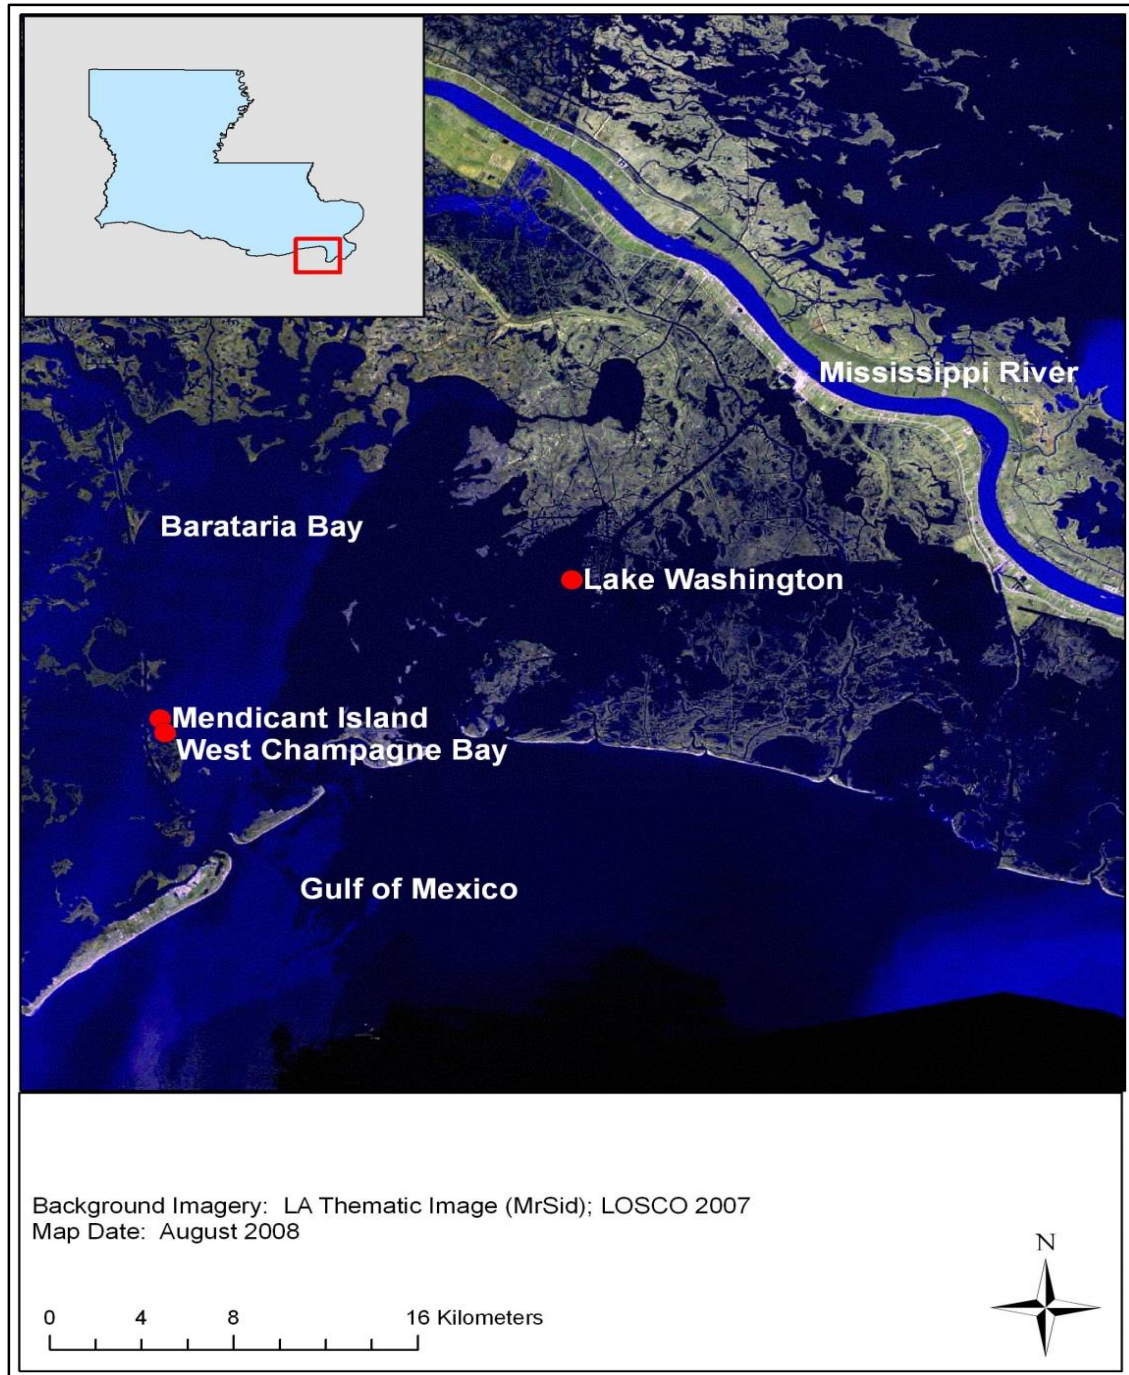 Mississippi River
Barataria Bay
Lake Washington
Mendicant Island
West Champagne Bay
Gulf of Mexico
Background Imagery:  LA Thematic Image (MrSid); LOSCO 2007
Map Date:  August 2008
N
0 4 8 16 Kilometers